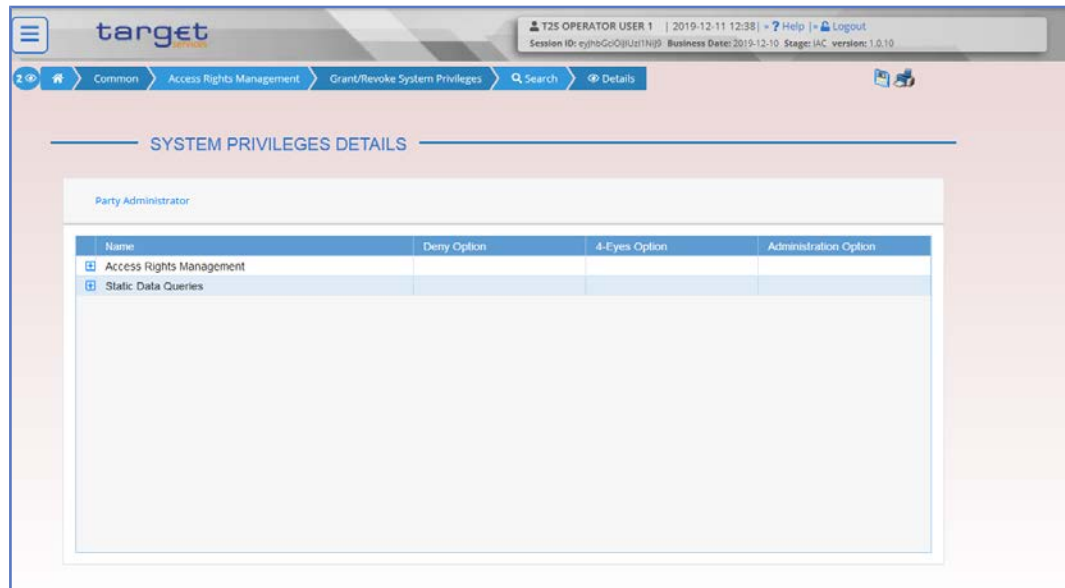 target
services
T2S OPERATOR USER 1 | 2019-12-11 12:38 | » ? Help | » Logout
Business Date: 2019-12-10 Stage: IAC version: 1.0.10
Session ID:
2
Common
Access Rights Management
Grant/Revoke System Privileges
Search
Details
SYSTEM PRIVILEGES DETAILS
Party Administrator
Name Deny Option 4-Eyes Option Administration Option
Access Rights Management
Static Data Queries